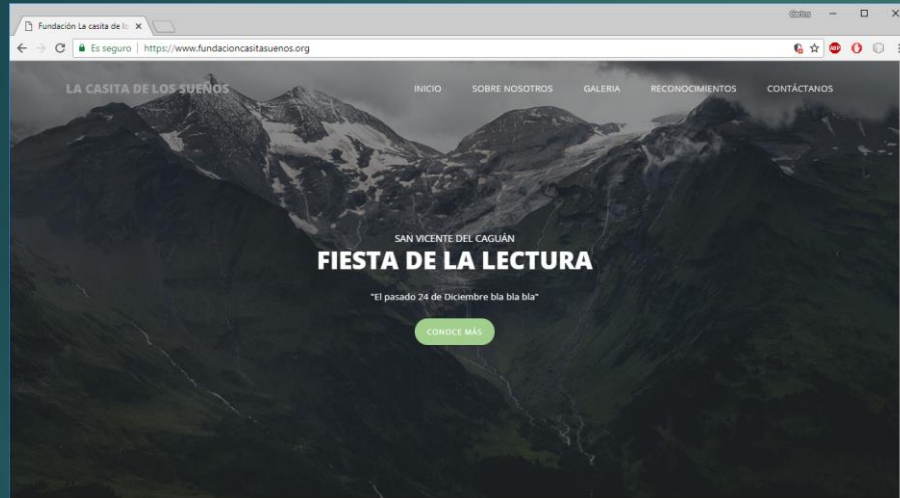 Fundación La casita de lo
Carlos
Es seguro | https://www.fundacioncasitasuenos.org
ABP
LA CASITA DE LOS SUEÑOS
INICIO SOBRE NOSOTROS GALERIA RECONOCIMIENTOS CONTÁCTANOS
SAN VICENTE DEL CAGUÁN
FIESTA DE LA LECTURA
"El pasado 24 de Diciembre bla bla bla"
CONOCE MÁS